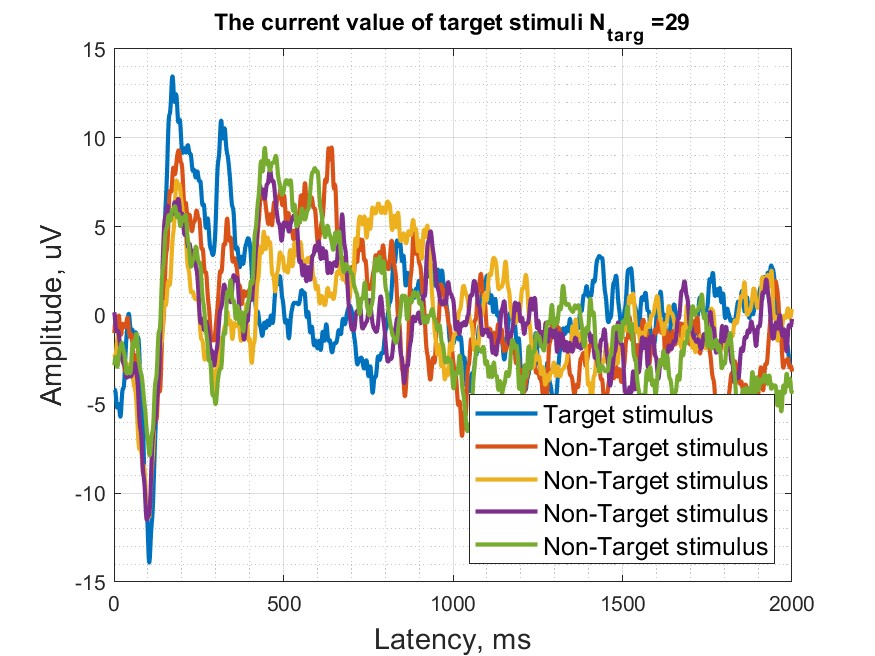 The current value of target stimuli N_targ =29
15
10
5
0
-5
-10
-15
Amplitude, uV
Target stimulus
Non-Target stimulus
Non-Target stimulus
Non-Target stimulus
Non-Target stimulus
0 500 1000 1500 2000
Latency, ms